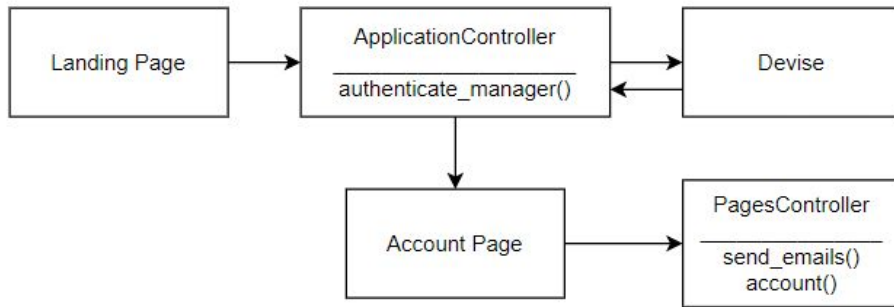 Landing Page
ApplicationController
authenticate_manager()
Devise
Account Page
PagesController
send_emails()
account()